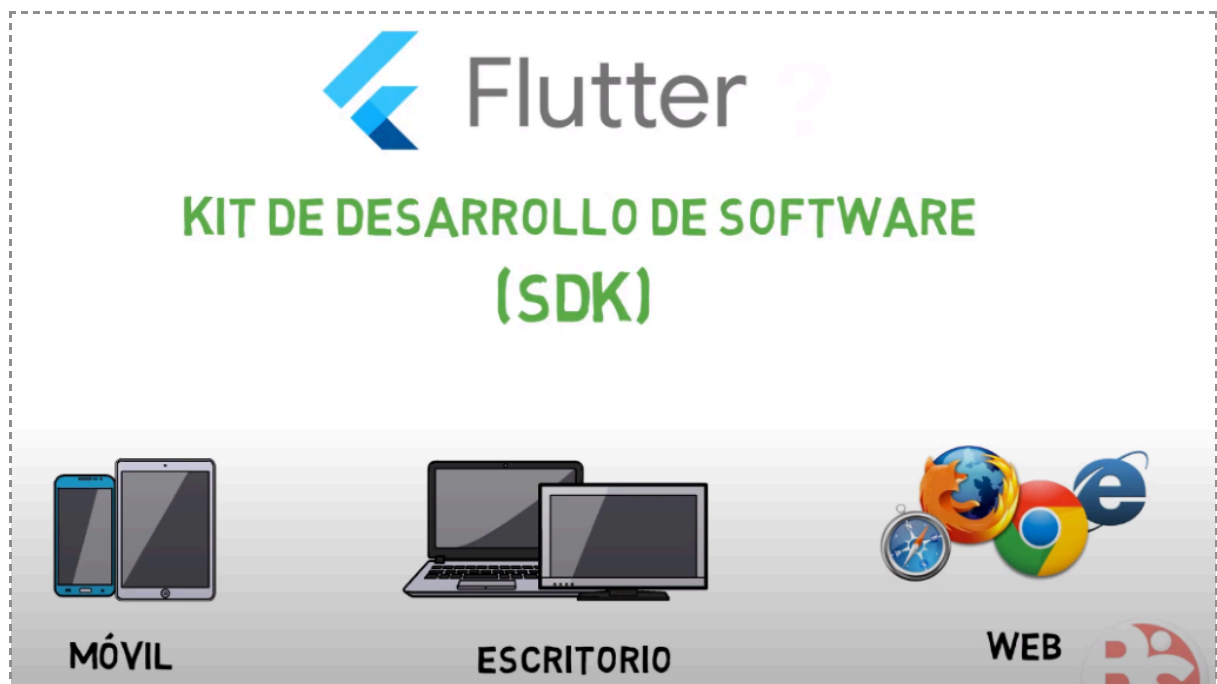 Flutter ?
KIT DE DESARROLLO DE SOFTWARE
(SDK)
MÓVIL
ESCRITORIO
WEB